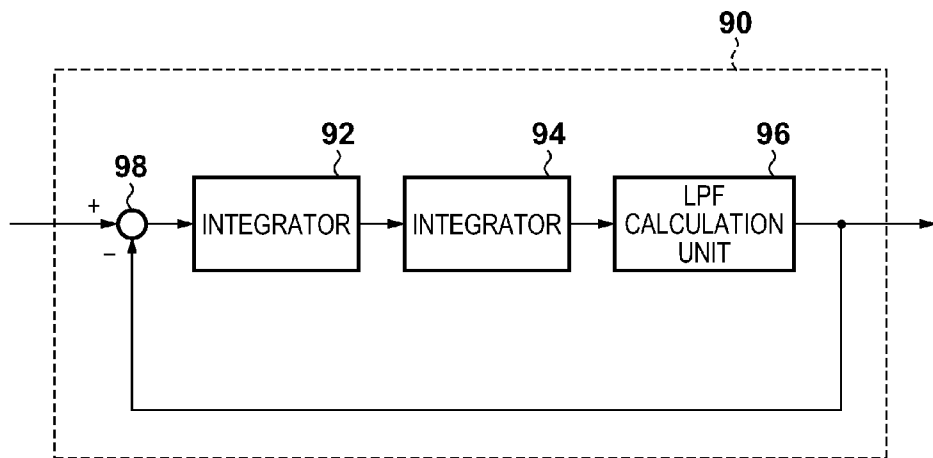 90
92
94
96
98
+
−
INTEGRATOR
INTEGRATOR
LPF
CALCULATION
UNIT